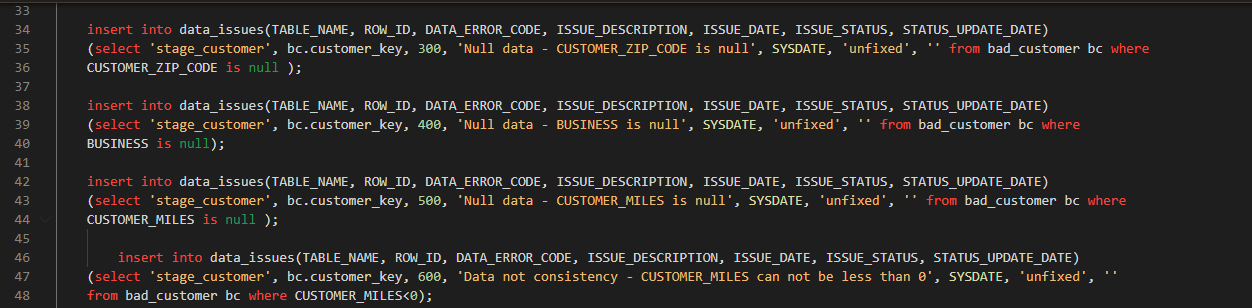 33
34 insert into data_issues(TABLE_NAME, ROW_ID, DATA_ERROR_CODE, ISSUE_DESCRIPTION, ISSUE_DATE, ISSUE_STATUS, STATUS_UPDATE_DATE)
35 (select 'stage_customer', bc.customer_key, 300, 'Null data - CUSTOMER_ZIP_CODE is null', SYSDATE, 'unfixed', '' from bad_customer bc where
36 CUSTOMER_ZIP_CODE is null );
37
38 insert into data_issues(TABLE_NAME, ROW_ID, DATA_ERROR_CODE, ISSUE_DESCRIPTION, ISSUE_DATE, ISSUE_STATUS, STATUS_UPDATE_DATE)
39 (select 'stage_customer', bc.customer_key, 400, 'Null data - BUSINESS is null', SYSDATE, 'unfixed', '' from bad_customer bc where
40 BUSINESS is null);
41
42 insert into data_issues(TABLE_NAME, ROW_ID, DATA_ERROR_CODE, ISSUE_DESCRIPTION, ISSUE_DATE, ISSUE_STATUS, STATUS_UPDATE_DATE)
43 (select 'stage_customer', bc.customer_key, 500, 'Null data - CUSTOMER_MILES is null', SYSDATE, 'unfixed', '' from bad_customer bc where
44 CUSTOMER_MILES is null );
45
46 insert into data_issues(TABLE_NAME, ROW_ID, DATA_ERROR_CODE, ISSUE_DESCRIPTION, ISSUE_DATE, ISSUE_STATUS, STATUS_UPDATE_DATE)
47 (select 'stage_customer', bc.customer_key, 600, 'Data not consistency - CUSTOMER_MILES can not be less than 0', SYSDATE, 'unfixed', ''
48 from bad_customer bc where CUSTOMER_MILES<0);